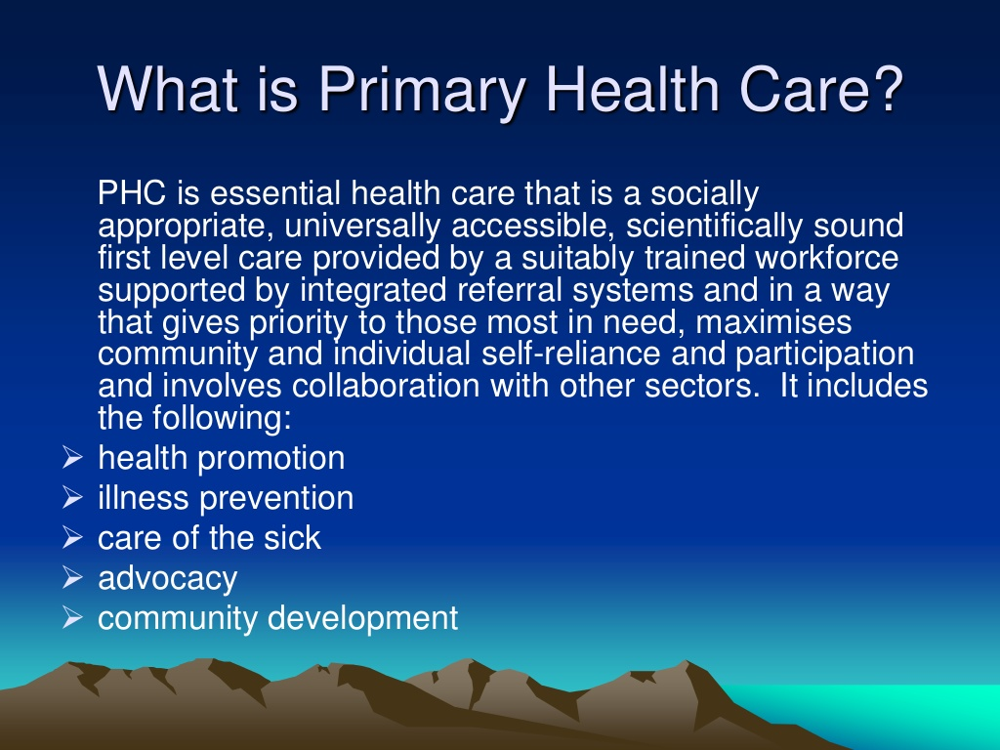 What is Primary Health Care?
PHC is essential health care that is a socially
appropriate, universally accessible, scientifically sound
first level care provided by a suitably trained workforce
supported by integrated referral systems and in a way
that gives priority to those most in need, maximises
community and individual self-reliance and participation
and involves collaboration with other sectors.  It includes
the following:
➢ health promotion
➢ illness prevention
➢ care of the sick
➢ advocacy
➢ community development